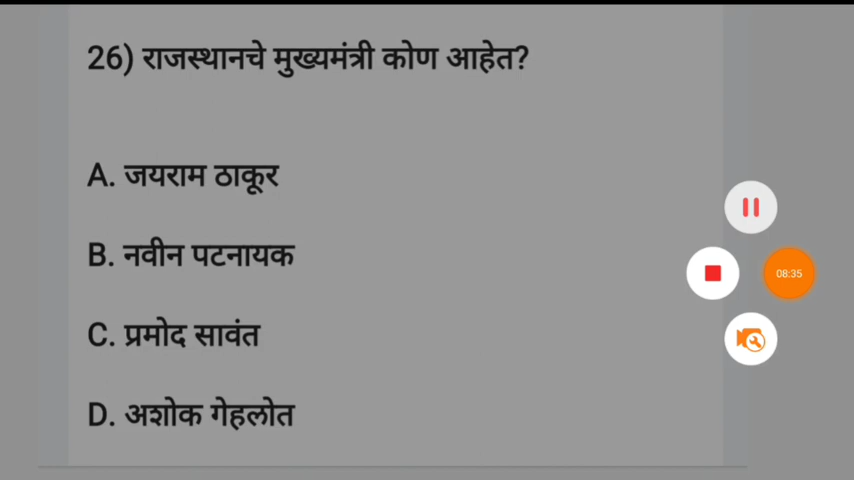 26) राजस्थानचे मुख्यमंत्री कोण आहेत?
A. जयराम ठाकूर
B. नवीन पटनायक
C. प्रमोद सावंत
D. अशोक गेहलोत
08:35